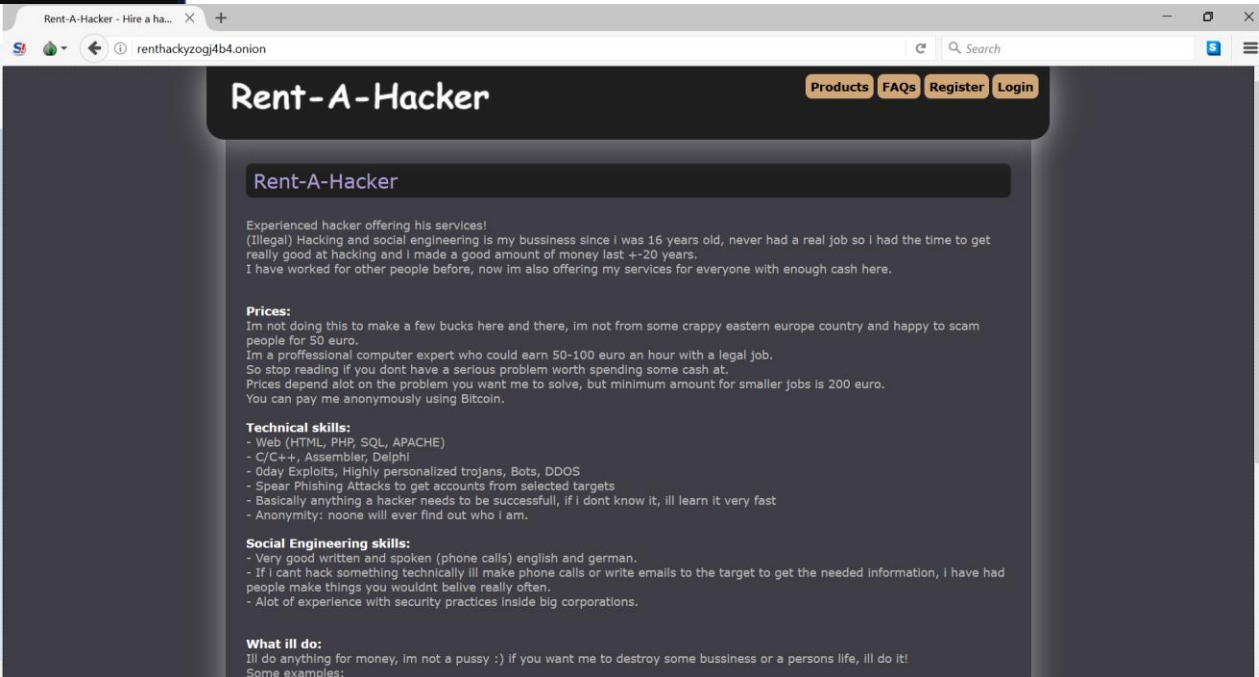 Rent-A-Hacker - Hire a ha...
renthackyzogj4b4.onion
Search
Rent-A-Hacker
Products FAQs Register Login
Rent-A-Hacker
Experienced hacker offering his services!
(Illegal) Hacking and social engineering is my bussiness since i was 16 years old, never had a real job so i had the time to get
really good at hacking and i made a good amount of money last +-20 years.
I have worked for other people before, now im also offering my services for everyone with enough cash here.
Prices:
Im not doing this to make a few bucks here and there, im not from some crappy eastern europe country and happy to scam
people for 50 euro.
Im a proffessional computer expert who could earn 50-100 euro an hour with a legal job.
So stop reading if you dont have a serious problem worth spending some cash at.
Prices depend alot on the problem you want me to solve, but minimum amount for smaller jobs is 200 euro.
You can pay me anonymously using Bitcoin.
Technical skills:
- Web (HTML, PHP, SQL, APACHE)
- C/C++, Assembler, Delphi
- 0day Exploits, Highly personalized trojans, Bots, DDOS
- Spear Phishing Attacks to get accounts from selected targets
- Basically anything a hacker needs to be successfull, if i dont know it, ill learn it very fast
- Anonymity: noone will ever find out who i am.
Social Engineering skills:
- Very good written and spoken (phone calls) english and german.
- If i cant hack something technically ill make phone calls or write emails to the target to get the needed information, i have had
people make things you wouldnt belive really often.
- Alot of experience with security practices inside big corporations.
What ill do:
Ill do anything for money, im not a pussy :) if you want me to destroy some bussiness or a persons life, ill do it!
Some examples: